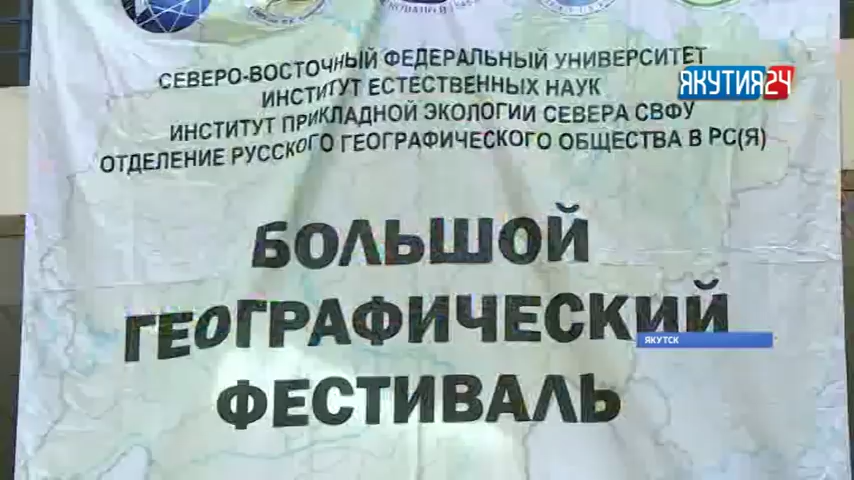 СЕВЕРО-ВОСТОЧНЫЙ ФЕДЕРАЛЬНЫЙ УНИВЕРСИТЕТ
ИНСТИТУТ ЕСТЕСТВЕННЫХ НАУК
ИНСТИТУТ ПРИКЛАДНОЙ ЭКОЛОГИИ СЕВЕРА СВФУ
ОТДЕЛЕНИЕ РУССКОГО ГЕОГРАФИЧЕСКОГО ОБЩЕСТВА В РС(Я)
ЯКУТИЯ24
БОЛЬШОЙ
ГЕОГРАФИЧЕСКИЙ
ФЕСТИВАЛЬ
ЯКУТСК